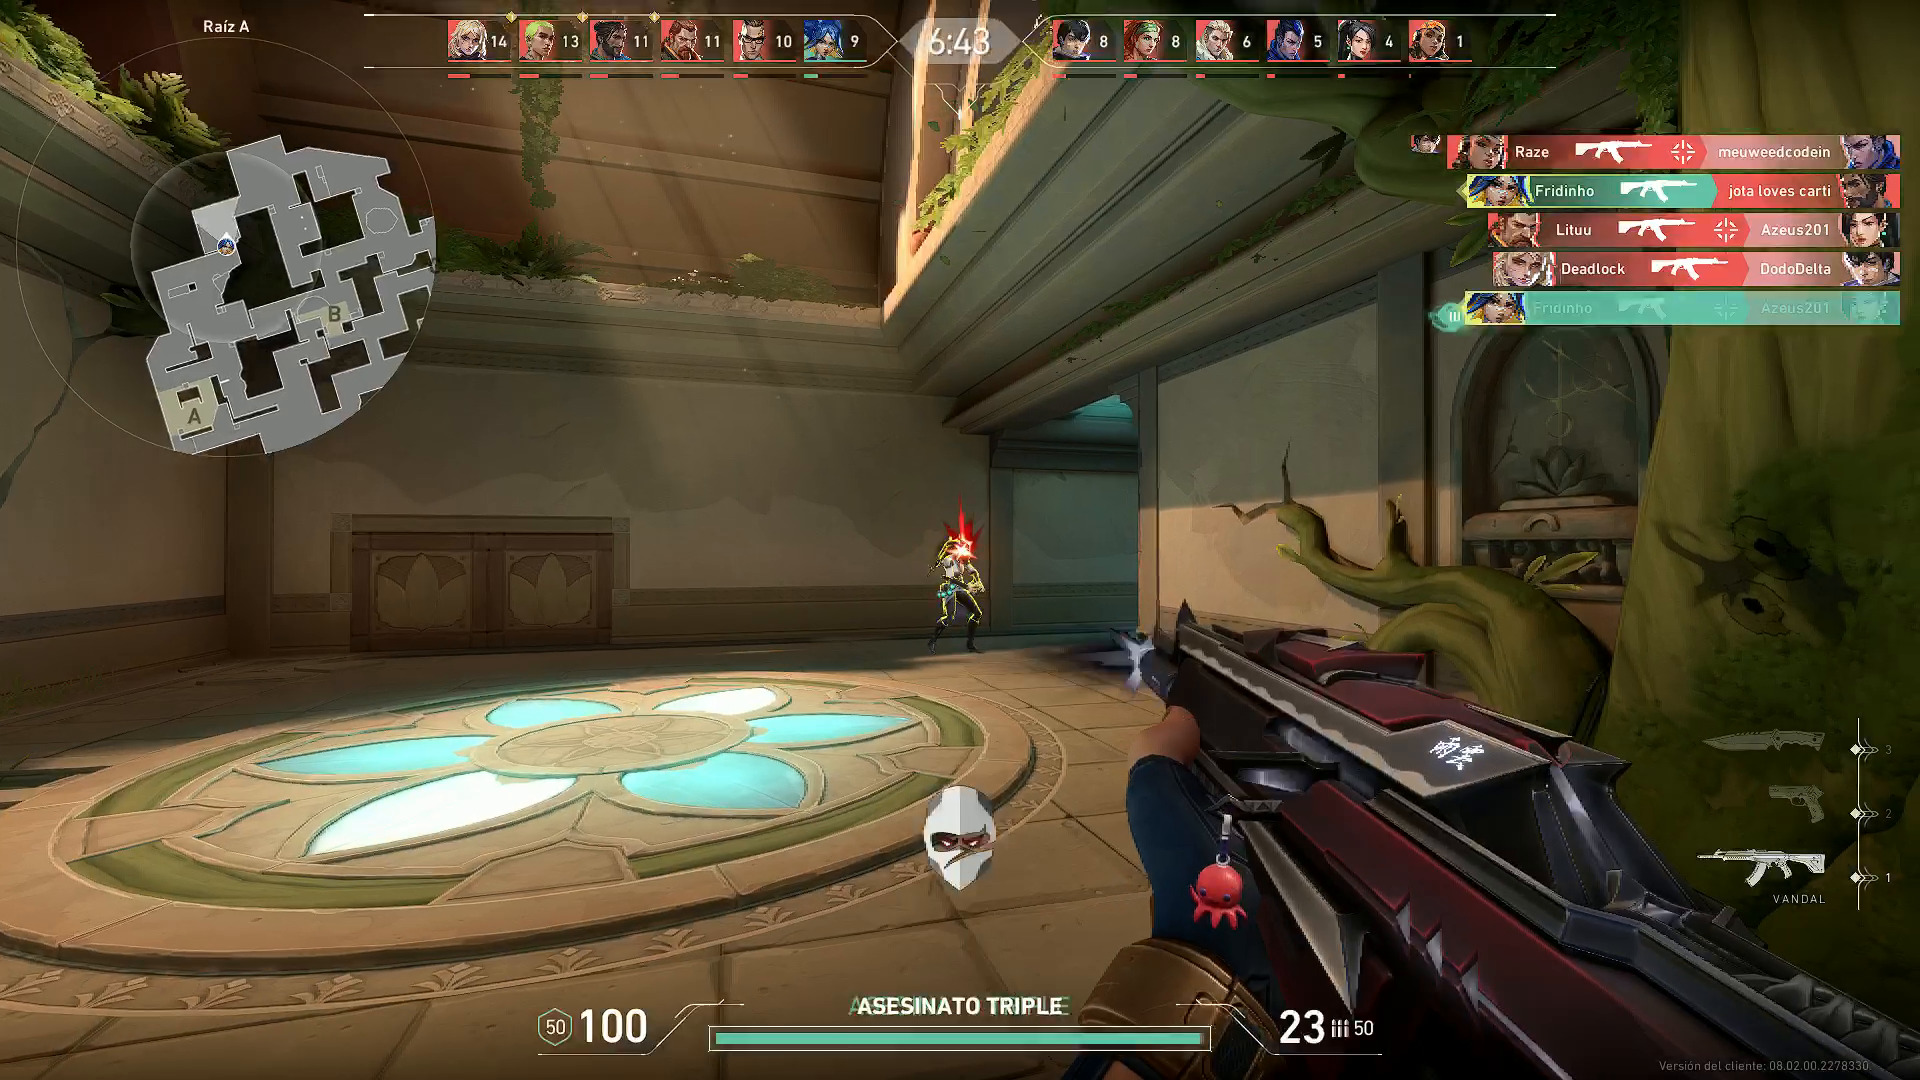 Raíz A
14 13 11 11 10 9
6:43
8 8 6 5 4 1
Raze meuweedcodein
Fridinho jota loves carti
Lituu Azeus201
Deadlock DodoDelta
III Fridinho Azeus201
B
A
3
2
1
VANDAL
ASESINATO TRIPLE
50 100
23 50
Versión del cliente: 08.02.00.2278330